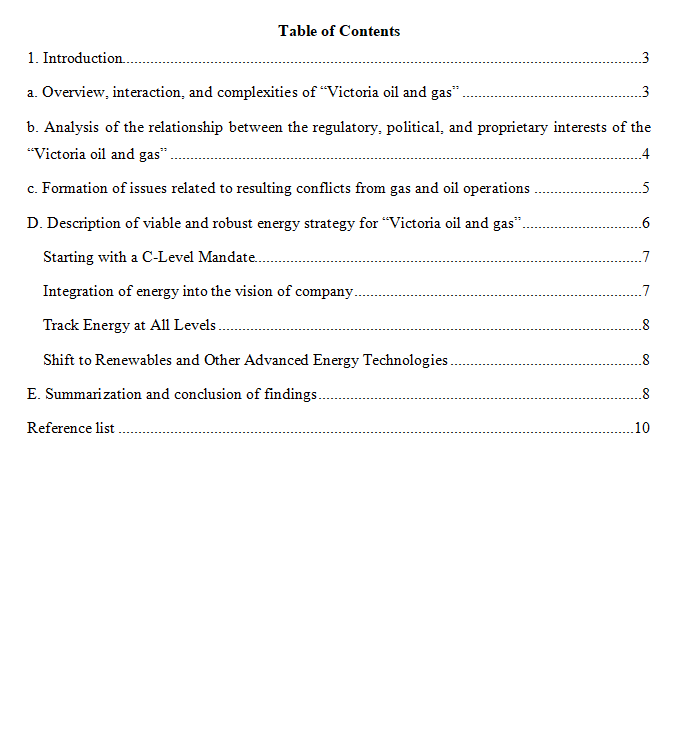 Table of Contents
1. Introduction....................................................................................................................................3
a. Overview, interaction, and complexities of “Victoria oil and gas” .............................................3
b. Analysis of the relationship between the regulatory, political, and proprietary interests of the
“Victoria oil and gas” ......................................................................................................................4
c. Formation of issues related to resulting conflicts from gas and oil operations ...........................5
D. Description of viable and robust energy strategy for “Victoria oil and gas”..............................6
Starting with a C-Level Mandate..................................................................................................7
Integration of energy into the vision of company.........................................................................7
Track Energy at All Levels ...........................................................................................................8
Shift to Renewables and Other Advanced Energy Technologies .................................................8
E. Summarization and conclusion of findings..................................................................................8
Reference list .................................................................................................................................10